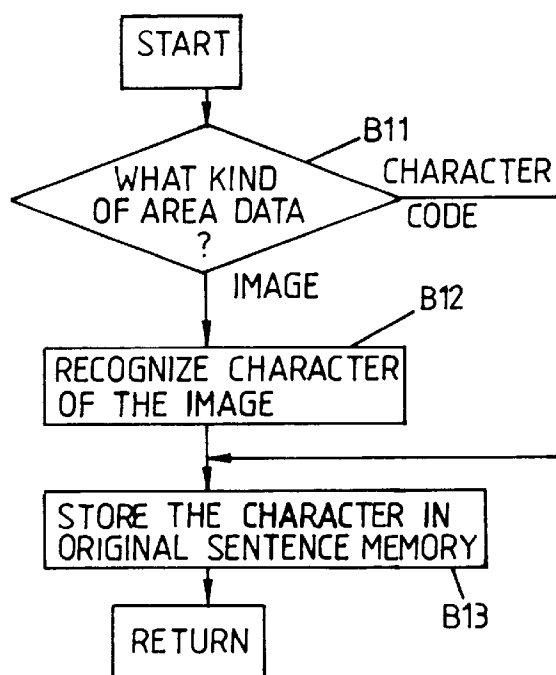 START
B11
WHAT KIND
OF AREA DATA
?
CHARACTER
CODE
IMAGE
B12
RECOGNIZE CHARACTER
OF THE IMAGE
STORE THE CHARACTER IN
ORIGINAL SENTENCE MEMORY
B13
RETURN